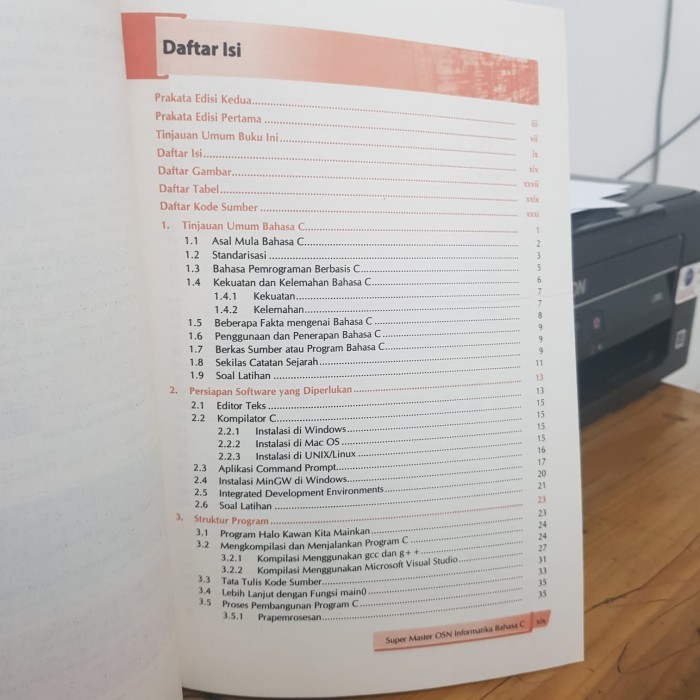 Daftar Isi
Prakata Edisi Kedua........ iii
Prakata Edisi Pertama ........ vii
Tinjauan Umum Buku Ini........ ix
Daftar Isi........ xix
Daftar Gambar........ xxvii
Daftar Tabel........ xxix
Daftar Kode Sumber ........ xxxi
1. Tinjauan Umum Bahasa C........ 1
1.1 Asal Mula Bahasa C........ 2
1.2 Standarisasi ........ 3
1.3 Bahasa Pemrograman Berbasis C........ 5
1.4 Kekuatan dan Kelemahan Bahasa C........ 6
1.4.1 Kekuatan........ 7
1.4.2 Kelemahan........ 7
1.5 Beberapa Fakta mengenai Bahasa C ........ 8
1.6 Penggunaan dan Penerapan Bahasa C........ 9
1.7 Berkas Sumber atau Program Bahasa C........ 9
1.8 Sekilas Catatan Sejarah........ 9
1.9 Soal Latihan ........ 11
2. Persiapan Software yang Diperlukan........ 13
2.1 Editor Teks ........ 13
2.2 Kompilator C........ 15
2.2.1 Instalasi di Windows........ 15
2.2.2 Instalasi di Mac OS ........ 15
2.2.3 Instalasi di UNIX/Linux ........ 15
2.3 Aplikasi Command Prompt........ 16
2.4 Instalasi MinGW di Windows........ 17
2.5 Integrated Development Environments........ 20
2.6 Soal Latihan ........ 21
3. Struktur Program ........ 23
3.1 Program Halo Kawan Kita Mainkan........ 23
3.2 Mengkompilasi dan Menjalankan Program C ........ 24
3.2.1 Kompilasi Menggunakan gcc dan g++ ........ 24
3.2.2 Kompilasi Menggunakan Microsoft Visual Studio........ 27
3.3 Tata Tulis Kode Sumber........ 31
3.4 Lebih Lanjut dengan Fungsi main() ........ 33
3.5 Proses Pembangunan Program C ........ 35
3.5.1 Prapemrosesan........ 35
Super Master OSN Informatika Bahasa C xix